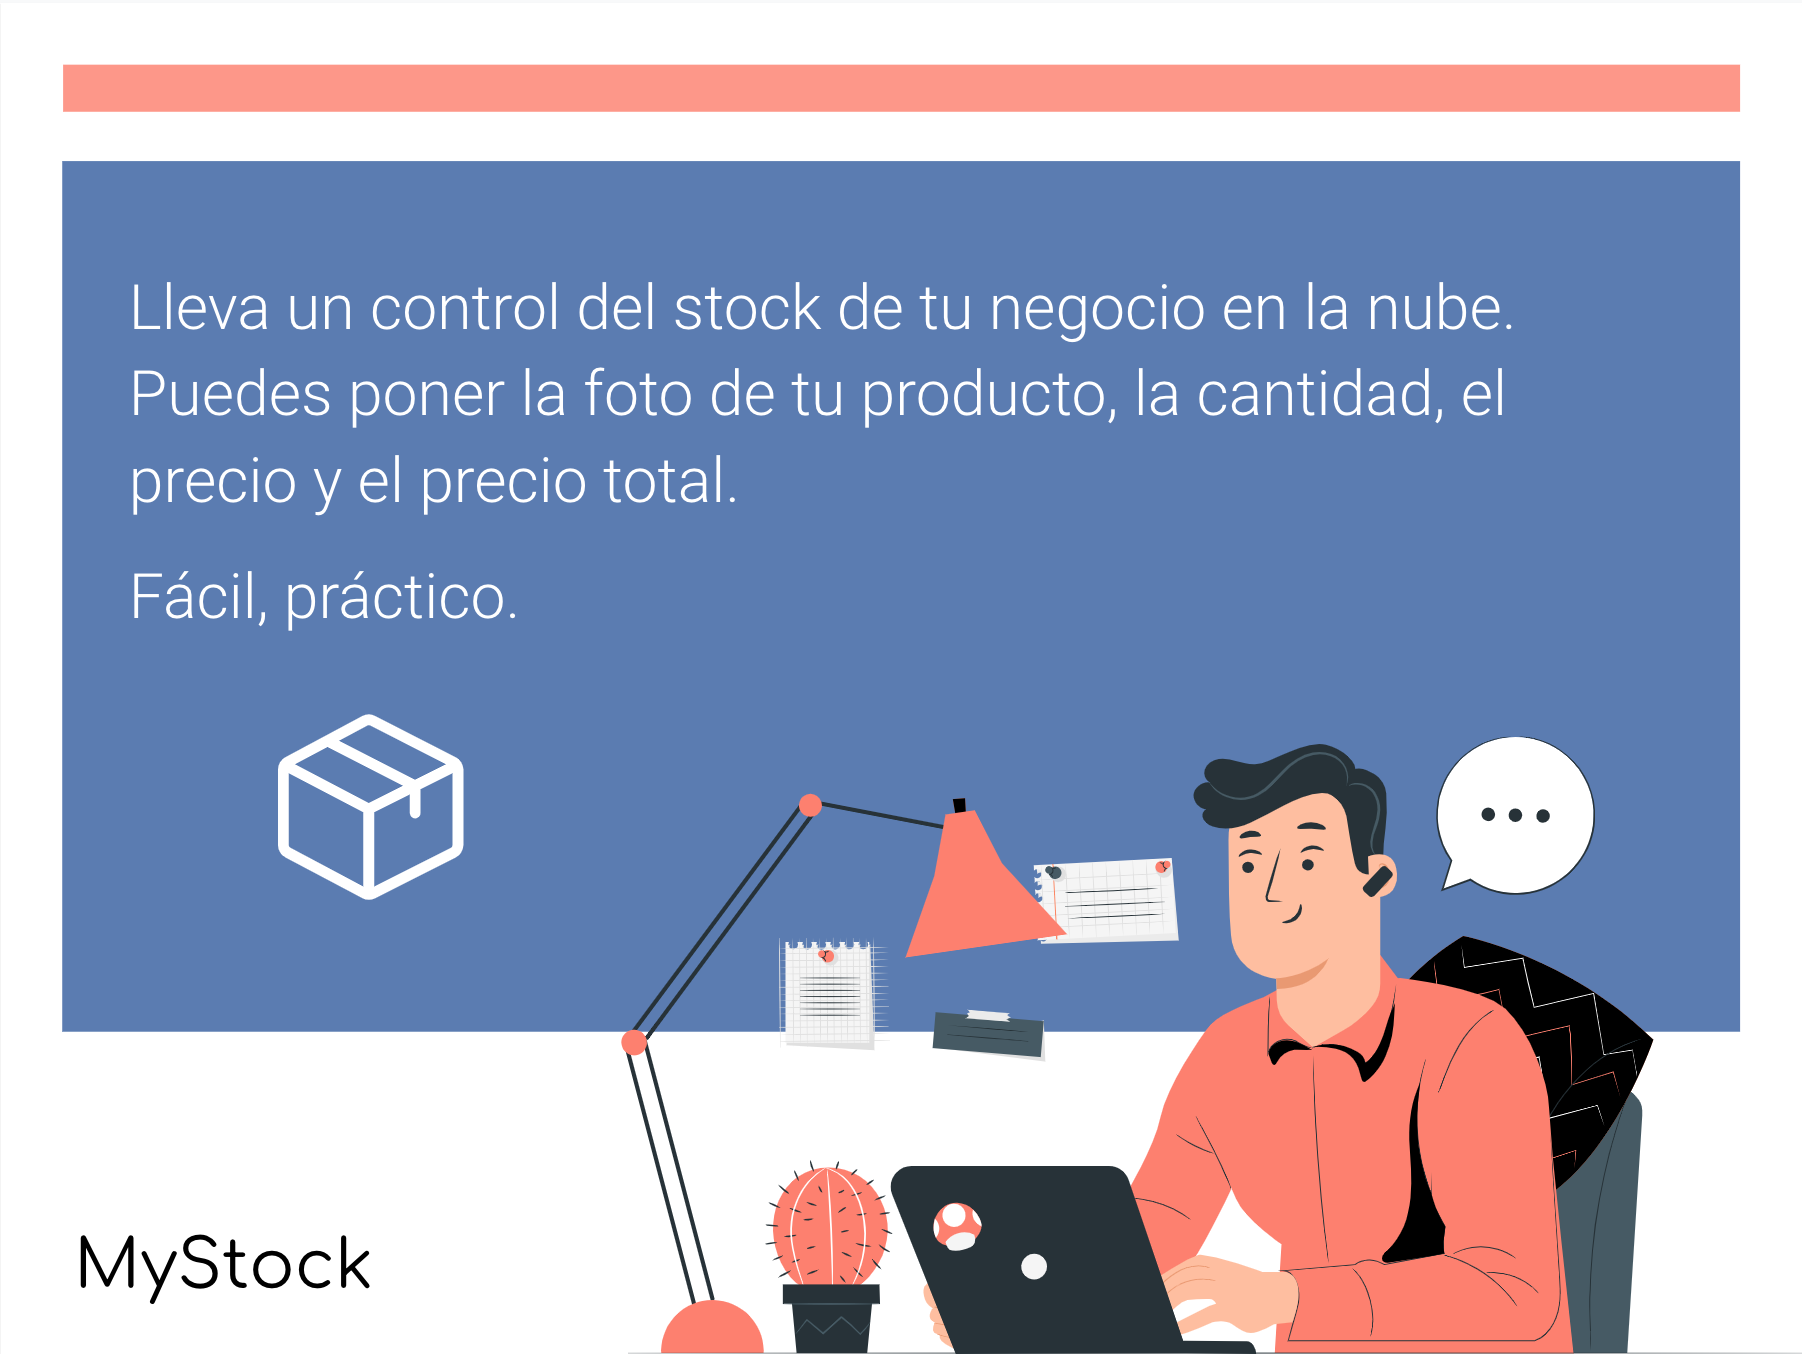 Lleva un control del stock de tu negocio en la nube.
Puedes poner la foto de tu producto, la cantidad, el
precio y el precio total.
Fácil, práctico.
MyStock